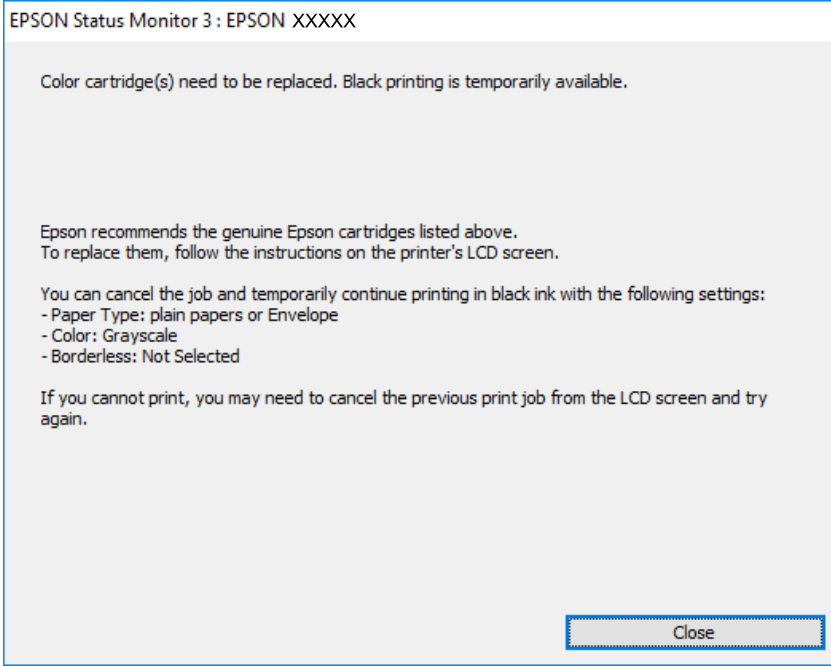 EPSON Status Monitor 3 : EPSON XXXXX
Color cartridge(s) need to be replaced. Black printing is temporarily available.
Epson recommends the genuine Epson cartridges listed above.
To replace them, follow the instructions on the printer's LCD screen.
You can cancel the job and temporarily continue printing in black ink with the following settings:
- Paper Type: plain papers or Envelope
- Color: Grayscale
- Borderless: Not Selected
If you cannot print, you may need to cancel the previous print job from the LCD screen and try
again.
Close